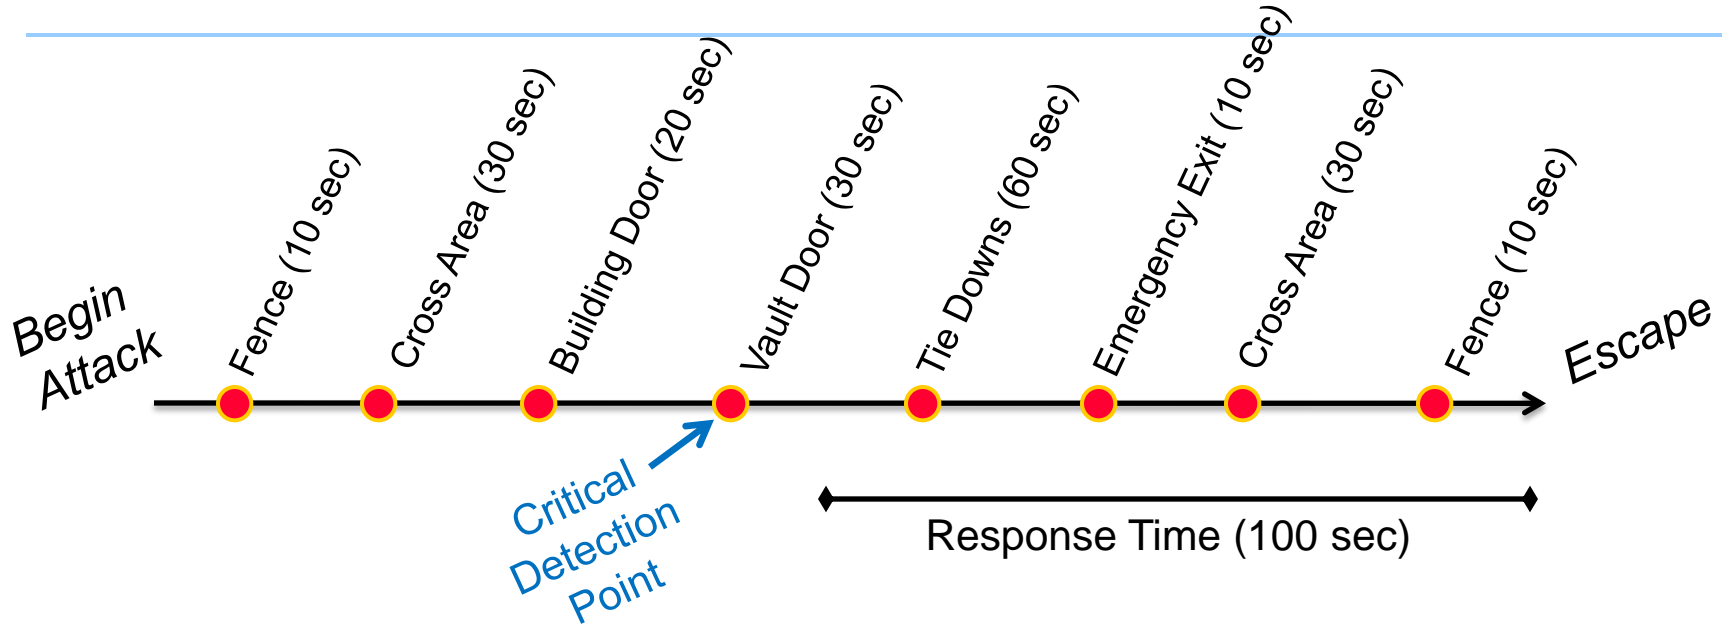 Begin
Attack
Fence (10 sec)
Cross Area (30 sec)
Building Door (20 sec)
Vault Door (30 sec)
Tie Downs (60 sec)
Emergency Exit (10 sec)
Cross Area (30 sec)
Fence (10 sec)
Escape
Critical
Detection
Point
Response Time (100 sec)